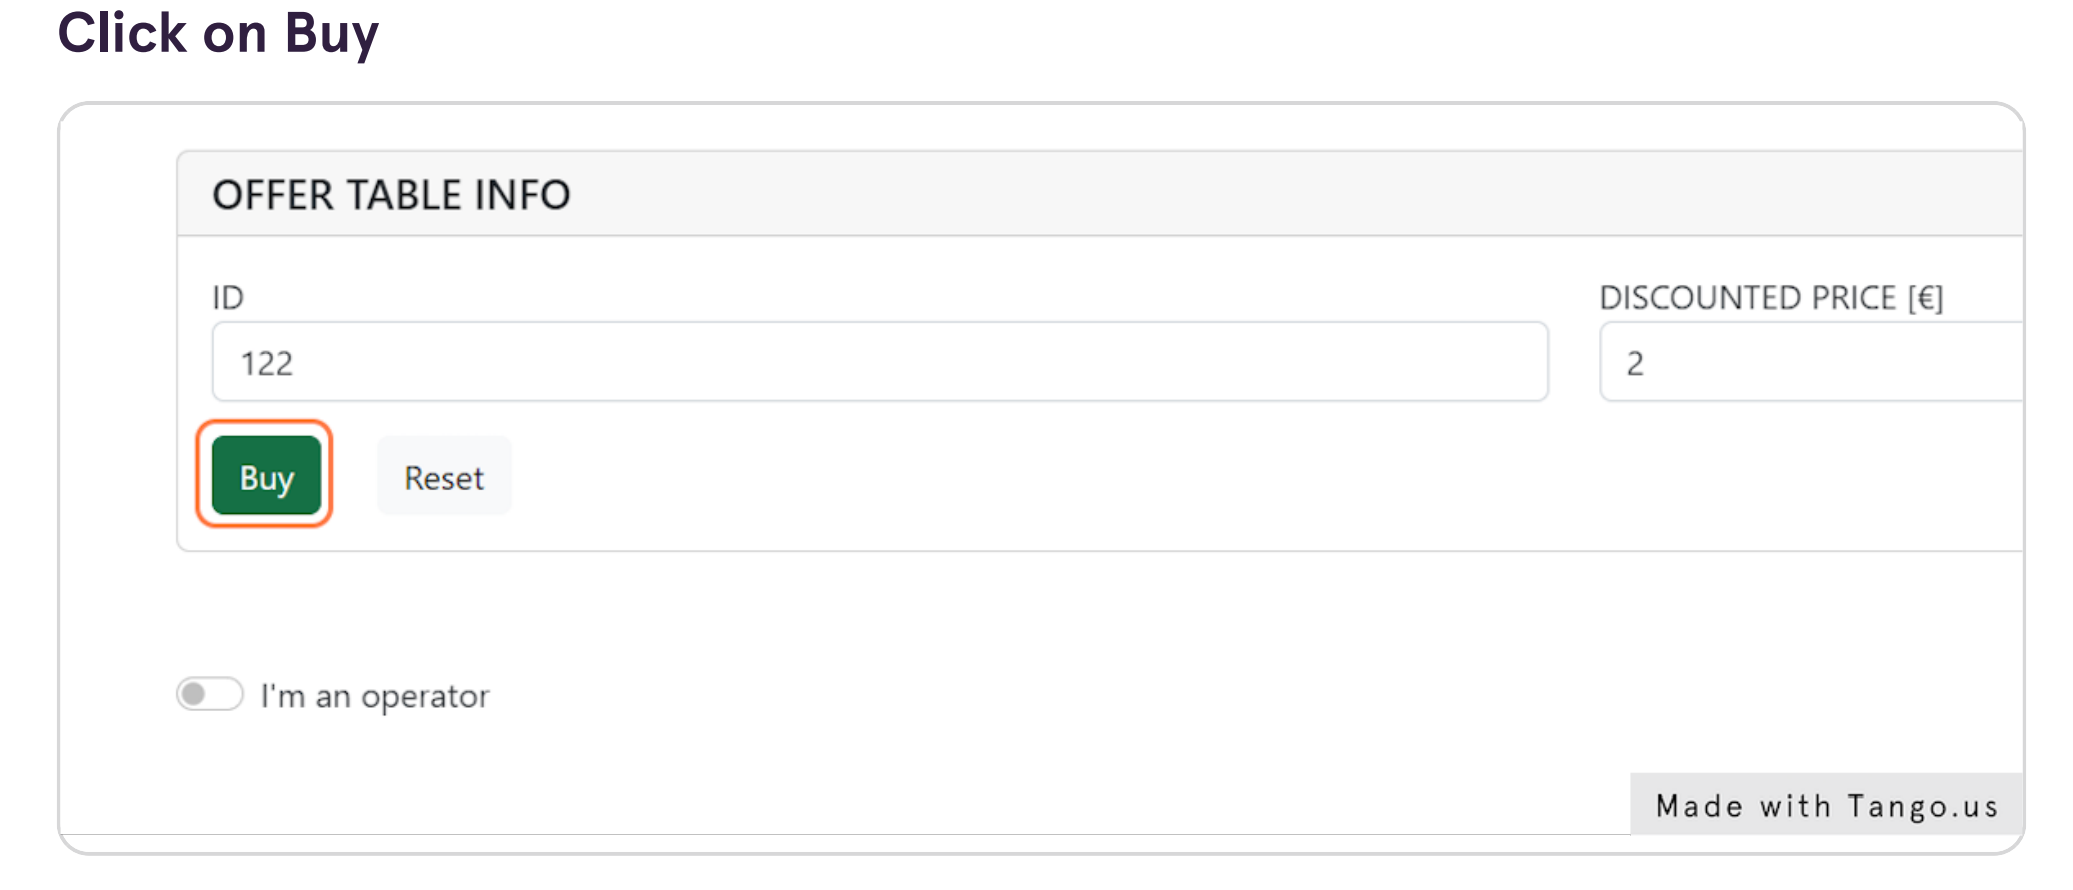 Click on Buy
OFFER TABLE INFO
ID
DISCOUNTED PRICE [€]
122
2
Buy
Reset
I'm an operator
Made with Tango.us